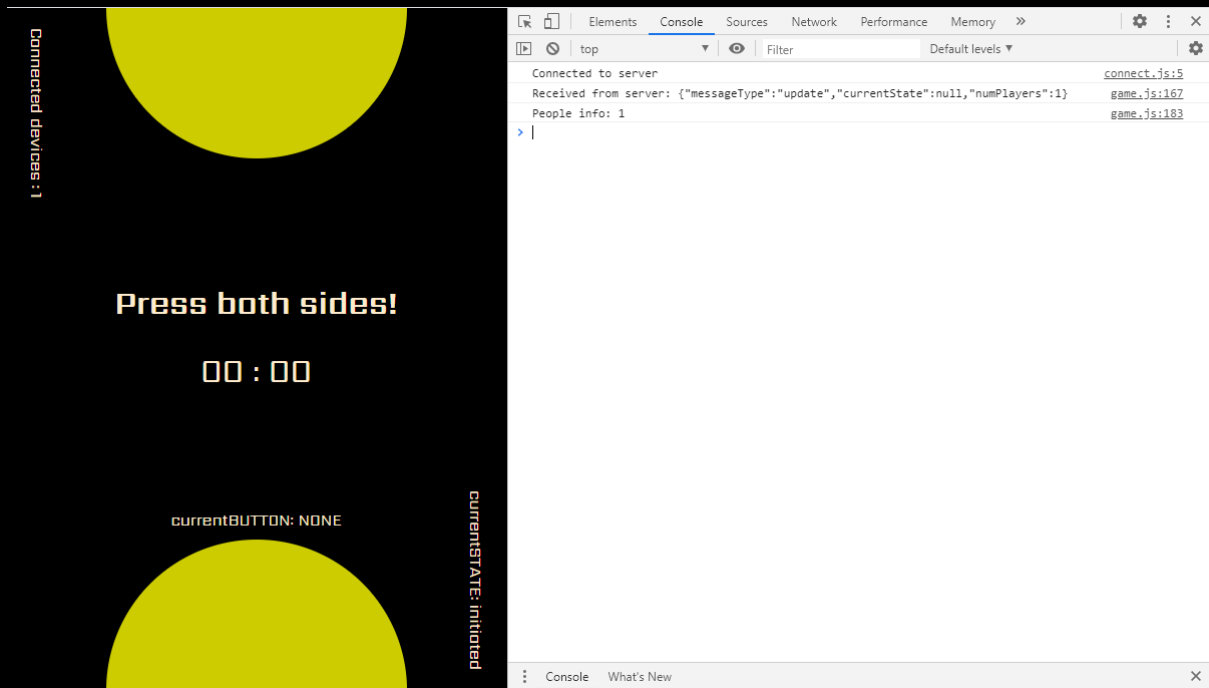 Connected devices : 1
Press both sides!
00 : 00
currentBUTTON: NONE
currentSTATE: initiated
Elements Console Sources Network Performance Memory »
top Filter Default levels ▼
Connected to server connect.js:5
Received from server: {"messageType":"update","currentState":null,"numPlayers":1} game.js:167
People info: 1 game.js:183
Console What's New